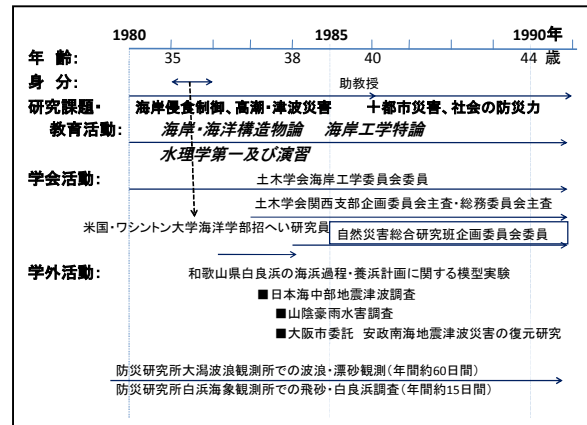 1980 1985 1990年
年 齢： 35 38 40 44 歳
身 分： 助教授
研究課題・ 海岸侵食制御、高潮・津波災害 十都市災害、社会の防災力
教育活動： 海岸・海洋構造物論 海岸工学特論
水理学第一及び演習
学会活動： 土木学会海岸工学委員会委員
土木学会関西支部企画委員会主査・総務委員会主査
米国・ワシントン大学海洋学部招へい研究員
自然災害総合研究班企画委員会委員
学外活動： 和歌山県白良浜の海浜過程・養浜計画に関する模型実験
■日本海中部地震津波調査
■山陰豪雨水害調査
■大阪市委託 安政南海地震津波災害の復元研究
防災研究所大潟波浪観測所での波浪・漂砂観測（年間約60日間）
防災研究所白浜海象観測所での飛砂・白良浜調査（年間約15日間）